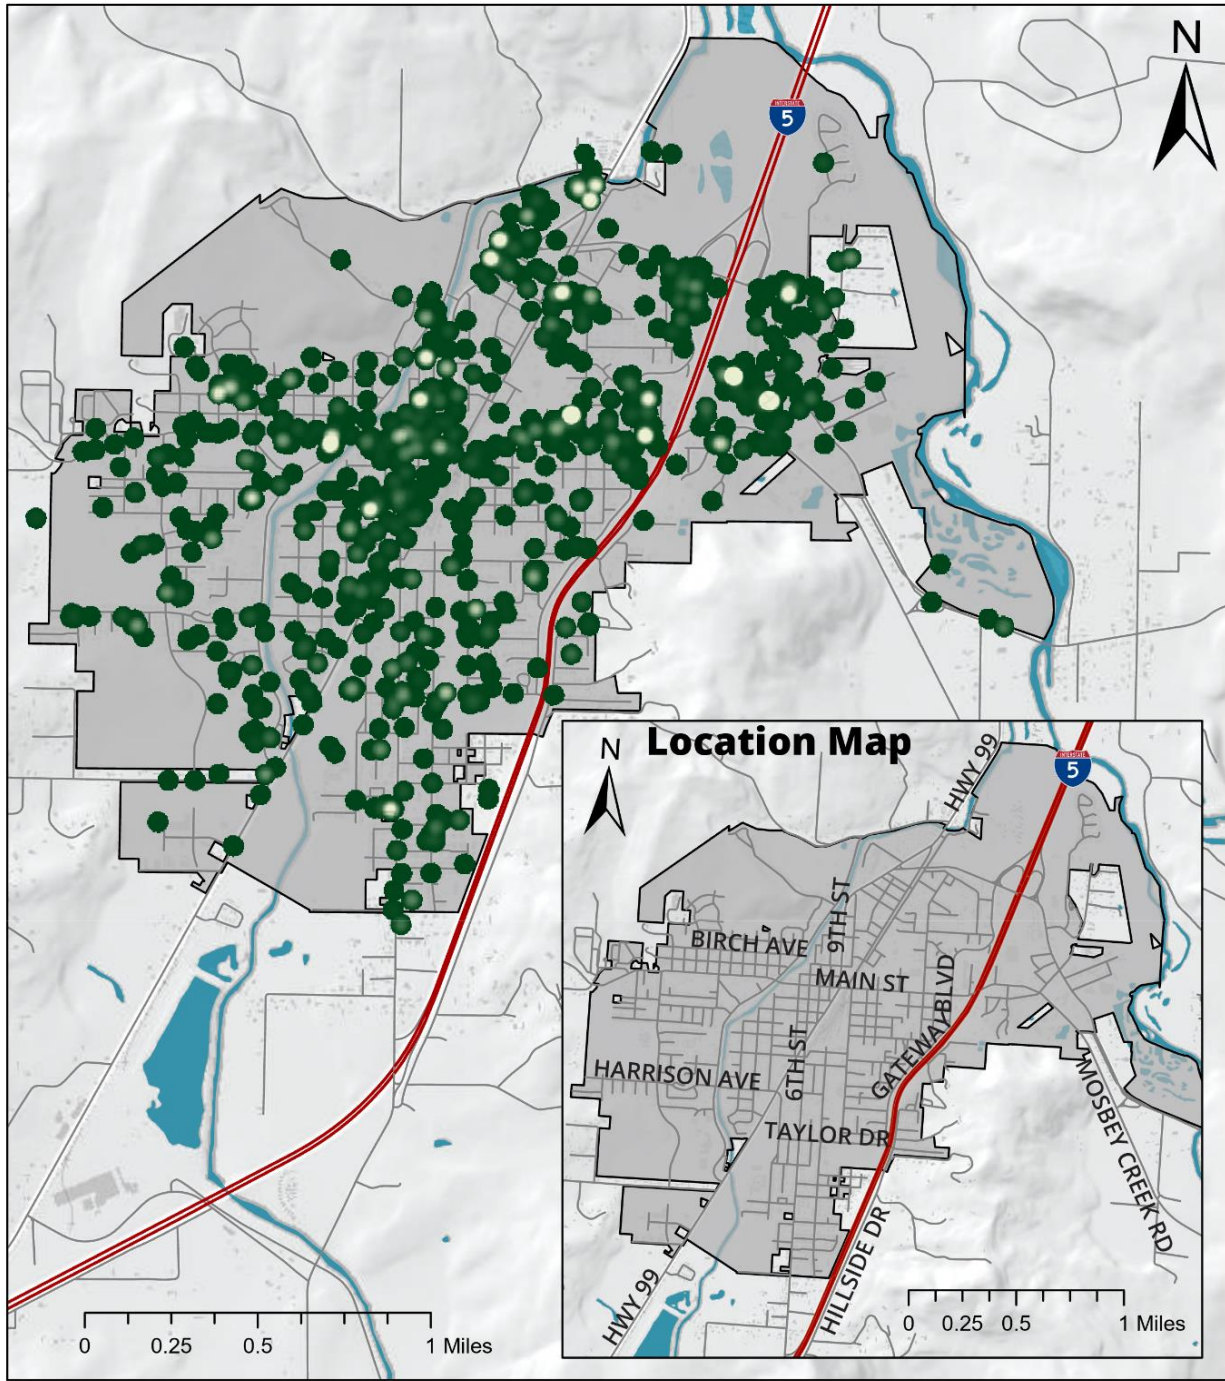 N
INTERSTATE
5
Location Map
N
HWY 99
INTERSTATE
5
9TH ST
BIRCH AVE
MAIN ST
GATEWAY BLVD
6TH ST
HARRISON AVE
TAYLOR DR
MOSBEY CREEK RD
HILLSIDE DR
HWY 99
0 0.25 0.5 1 Miles
0 0.25 0.5 1 Miles